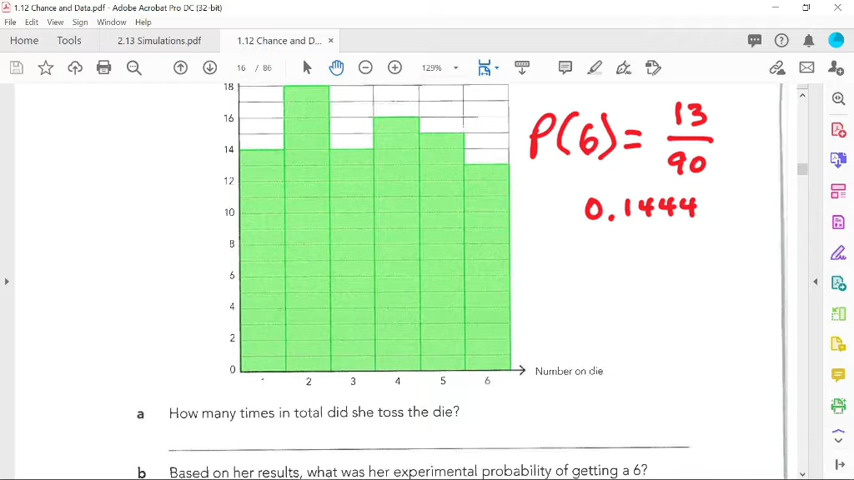 1.12 Chance and Data.pdf - Adobe Acrobat Pro DC (32-bit)
File Edit View Sign Window Help
Home Tools 2.13 Simulations.pdf 1.12 Chance and D... ×
16 / 86 129%
18
16
14
12
10
8
6
4
2
0
2 3 4 5 6 Number on die
P(6) = 13/90
0.1444
a How many times in total did she toss the die?
b Based on her results, what was her experimental probability of getting a 6?